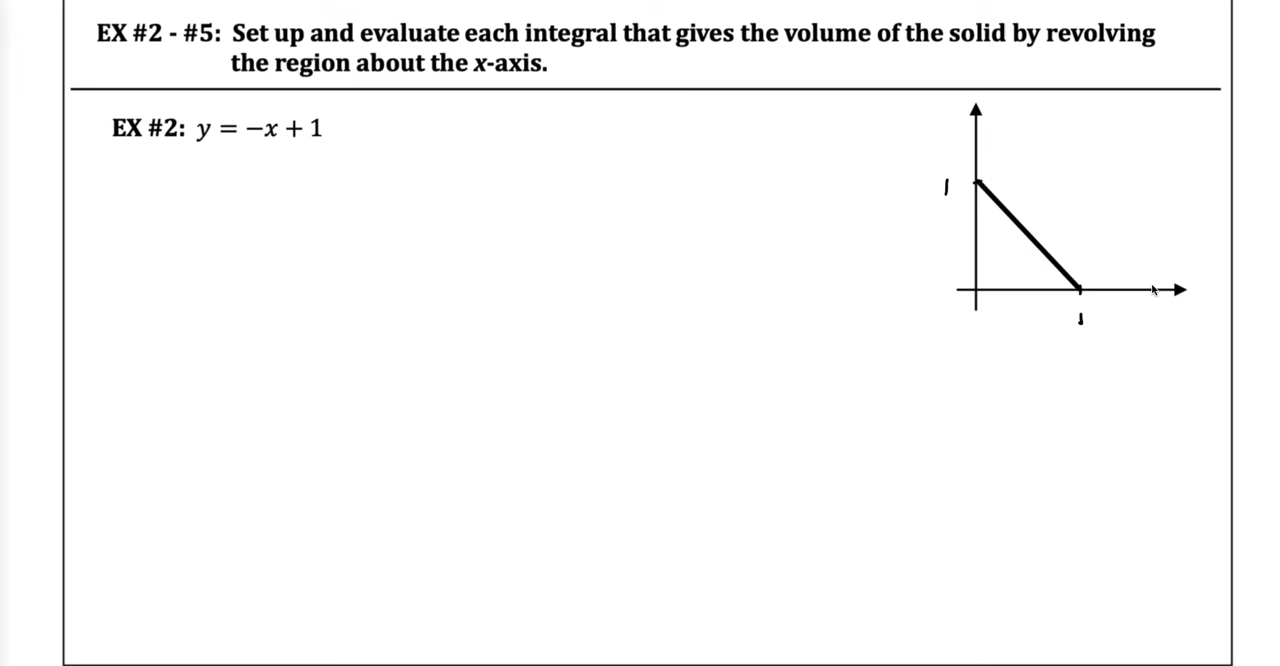 EX #2 - #5: Set up and evaluate each integral that gives the volume of the solid by revolving
the region about the x-axis.
EX #2: y = −x + 1
1
1